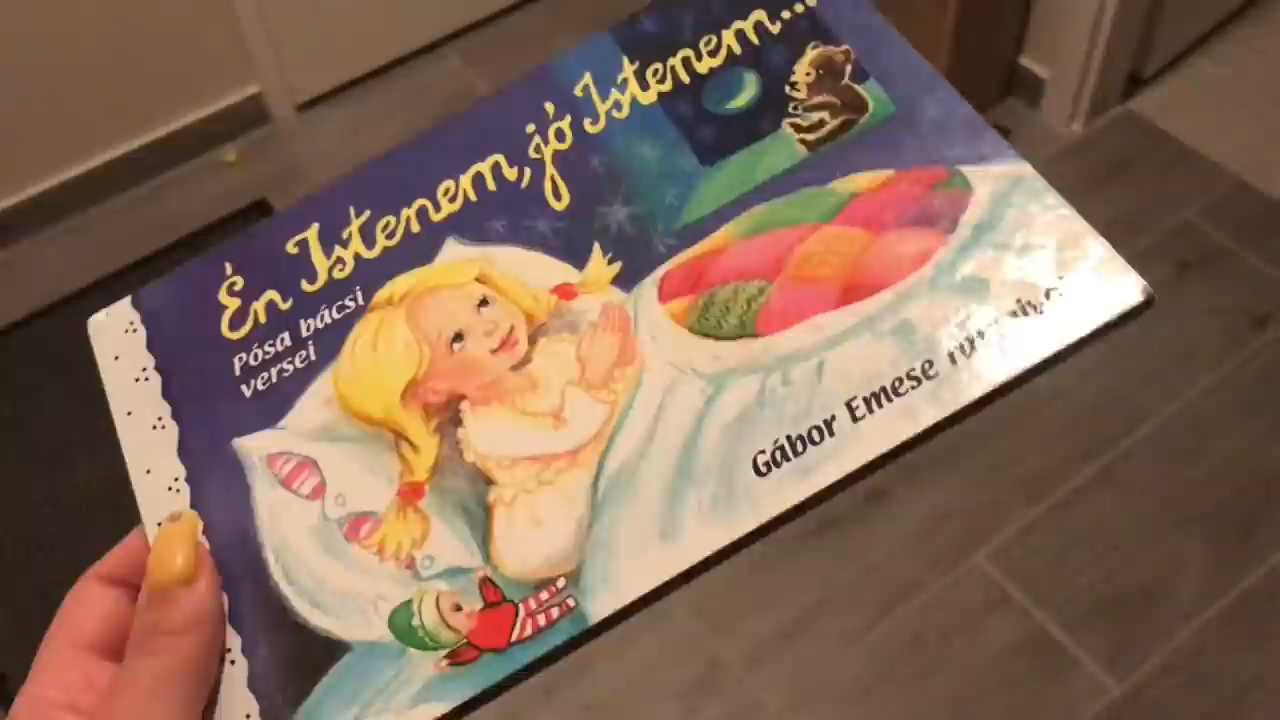 Én Istenem, jó Istenem...
Pósa bácsi
versei
Gábor Emese